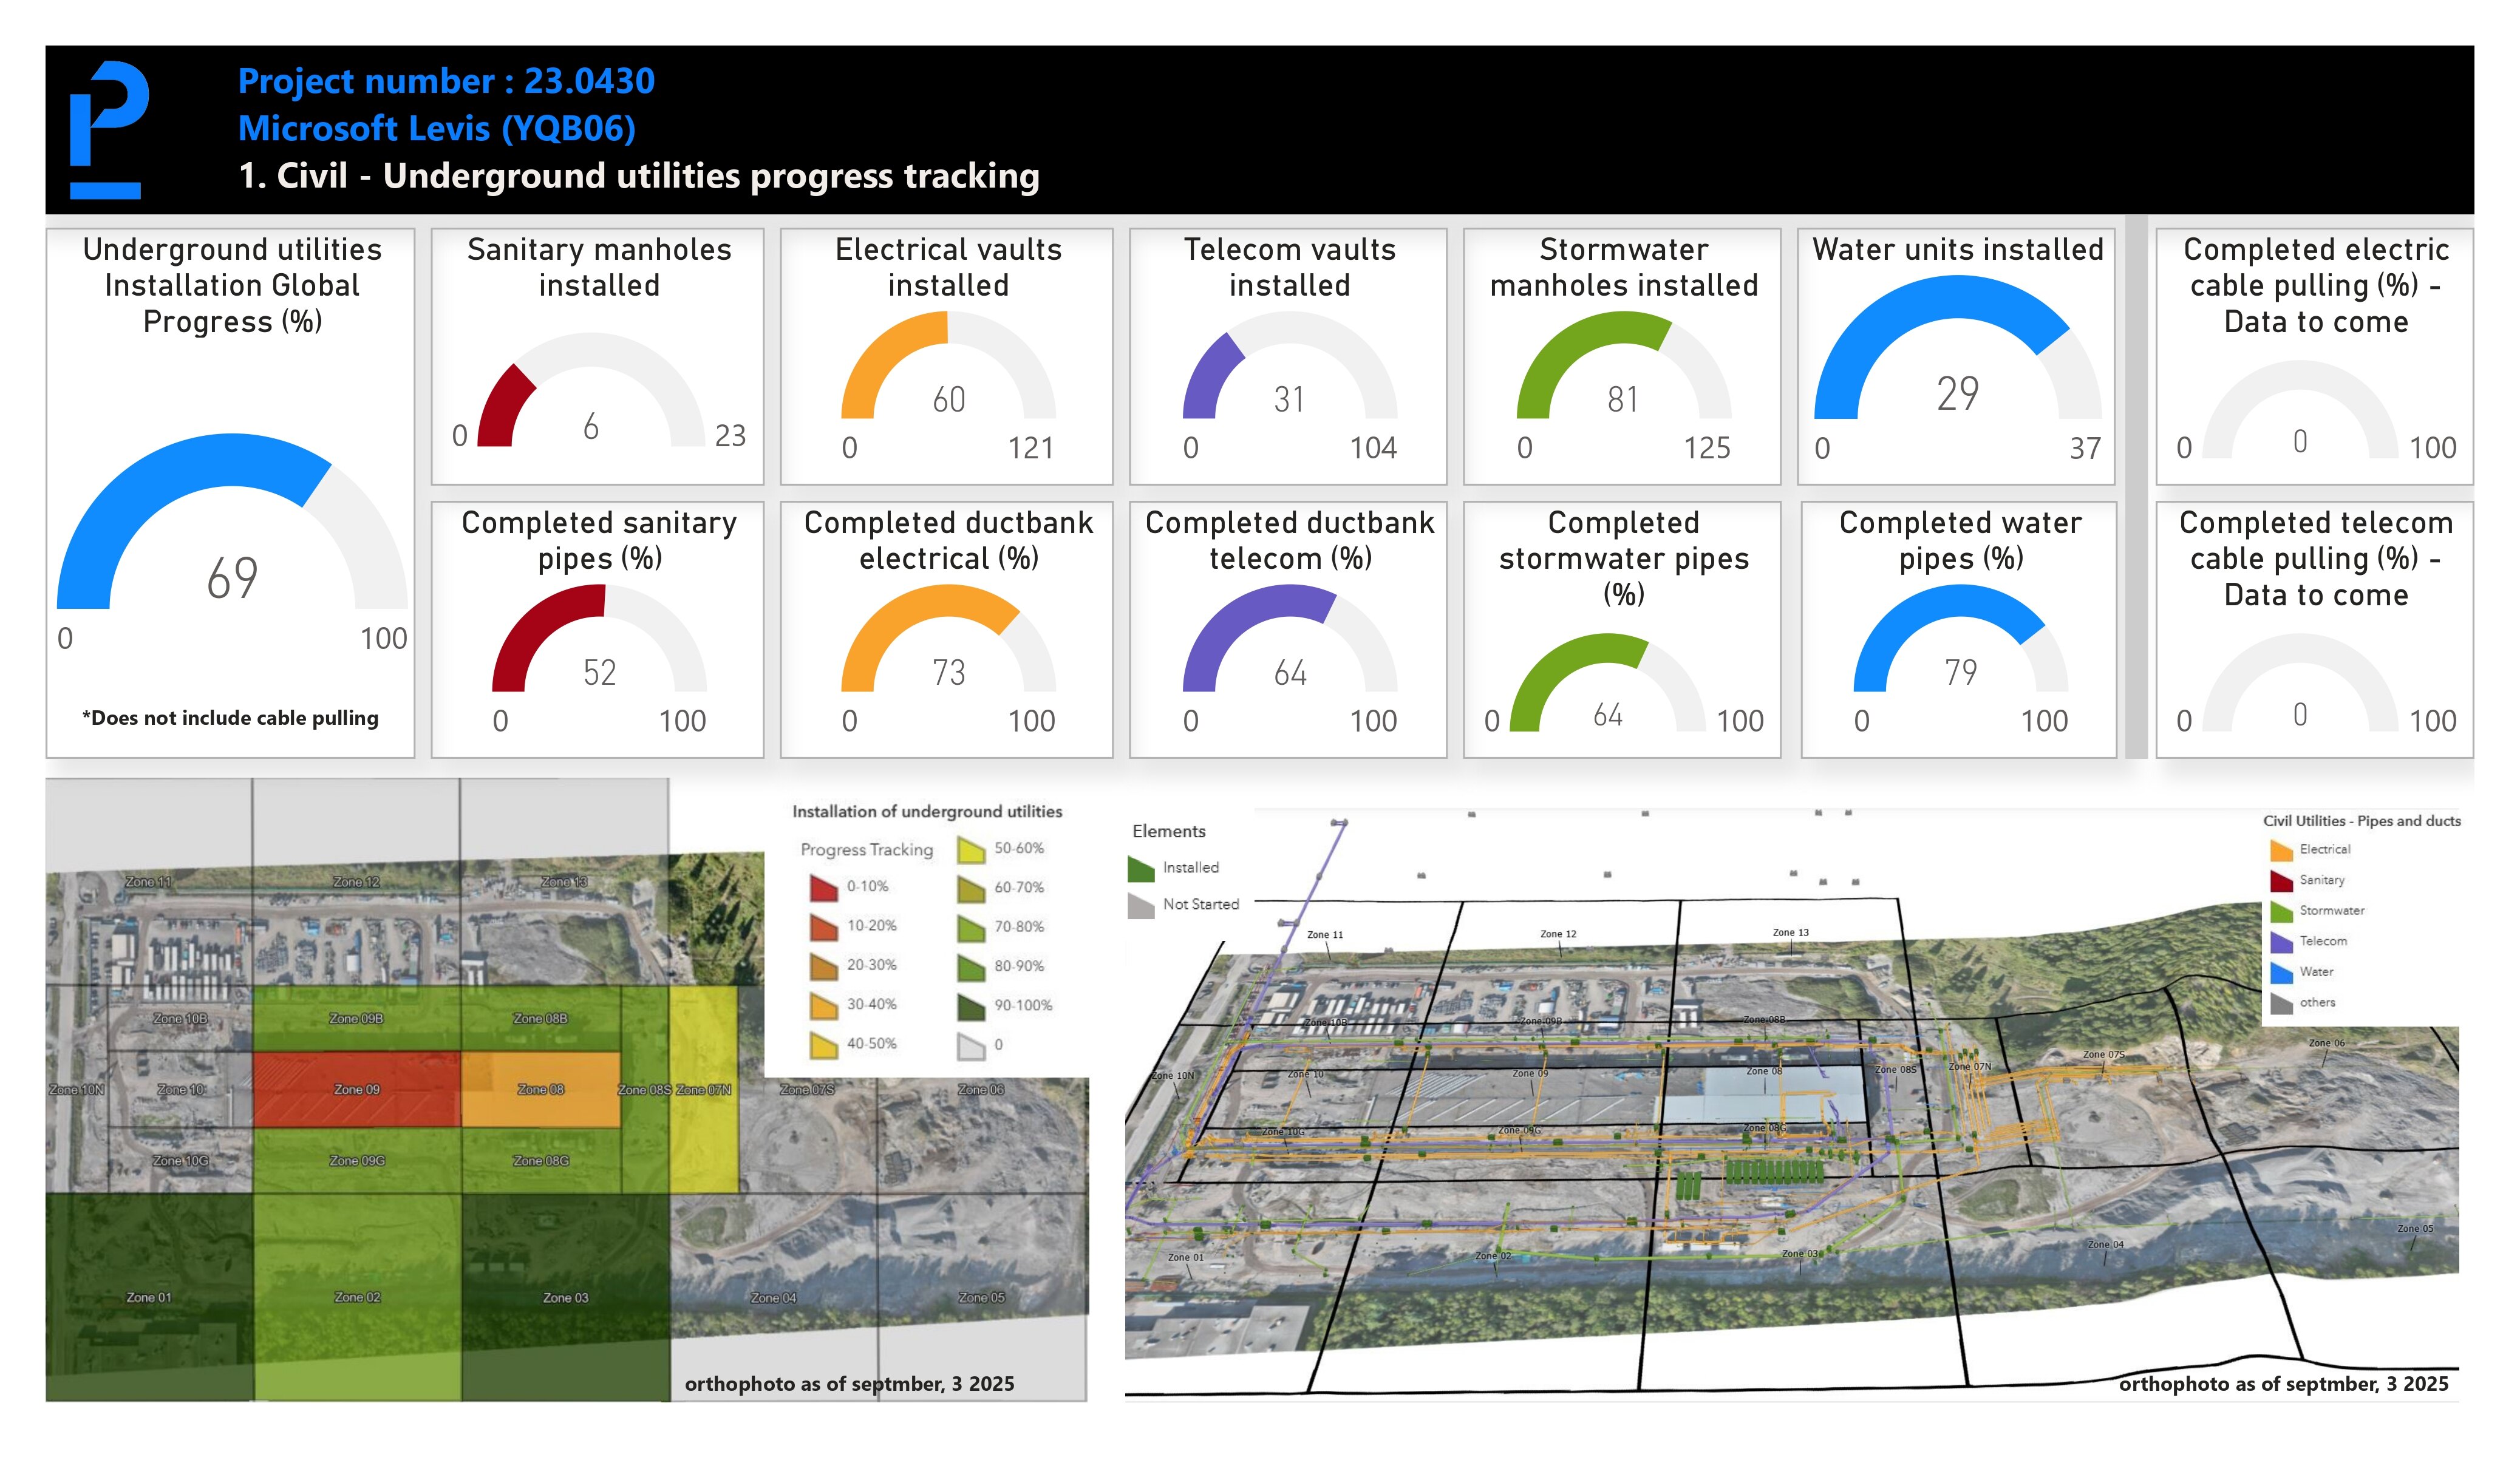 Project number : 23.0430
Microsoft Levis (YQB06)
1. Civil - Underground utilities progress tracking
Underground utilities
Installation Global
Progress (%)
69
0
100
*Does not include cable pulling
Sanitary manholes
installed
6
0
23
Electrical vaults
installed
60
0
121
Telecom vaults
installed
31
0
104
Stormwater
manholes installed
81
0
125
Water units installed
29
0
37
Completed electric
cable pulling (%) -
Data to come
0
0
100
Completed sanitary
pipes (%)
52
0
100
Completed ductbank
electrical (%)
73
0
100
Completed ductbank
telecom (%)
64
0
100
Completed
stormwater pipes
(%)
64
0
100
Completed water
pipes (%)
79
0
100
Completed telecom
cable pulling (%) -
Data to come
0
0
100
Installation of underground utilities
Progress Tracking
0-10%
10-20%
20-30%
30-40%
40-50%
50-60%
60-70%
70-80%
80-90%
90-100%
0
Zone 11
Zone 12
Zone 13
Zone 10B
Zone 09B
Zone 08B
Zone 10N
Zone 10
Zone 09
Zone 08
Zone 08S
Zone 07N
Zone 07S
Zone 06
Zone 10G
Zone 09G
Zone 08G
Zone 01
Zone 02
Zone 03
Zone 04
Zone 05
orthophoto as of septmber, 3 2025
Elements
Installed
Not Started
Civil Utilities - Pipes and ducts
Electrical
Sanitary
Stormwater
Telecom
Water
others
Zone 11
Zone 12
Zone 13
Zone 10B
Zone 09B
Zone 08B
Zone 10N
Zone 10
Zone 09
Zone 08
Zone 08S
Zone 07N
Zone 07S
Zone 06
Zone 10G
Zone 09G
Zone 08G
Zone 01
Zone 02
Zone 03
Zone 04
Zone 05
orthophoto as of septmber, 3 2025